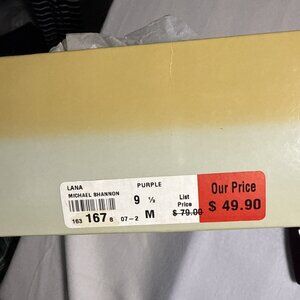 LANA PURPLE
MICHAEL SHANNON
9 ½ List Price $ 79.00
163 167 6 07-2 M
Our Price
$ 49.90